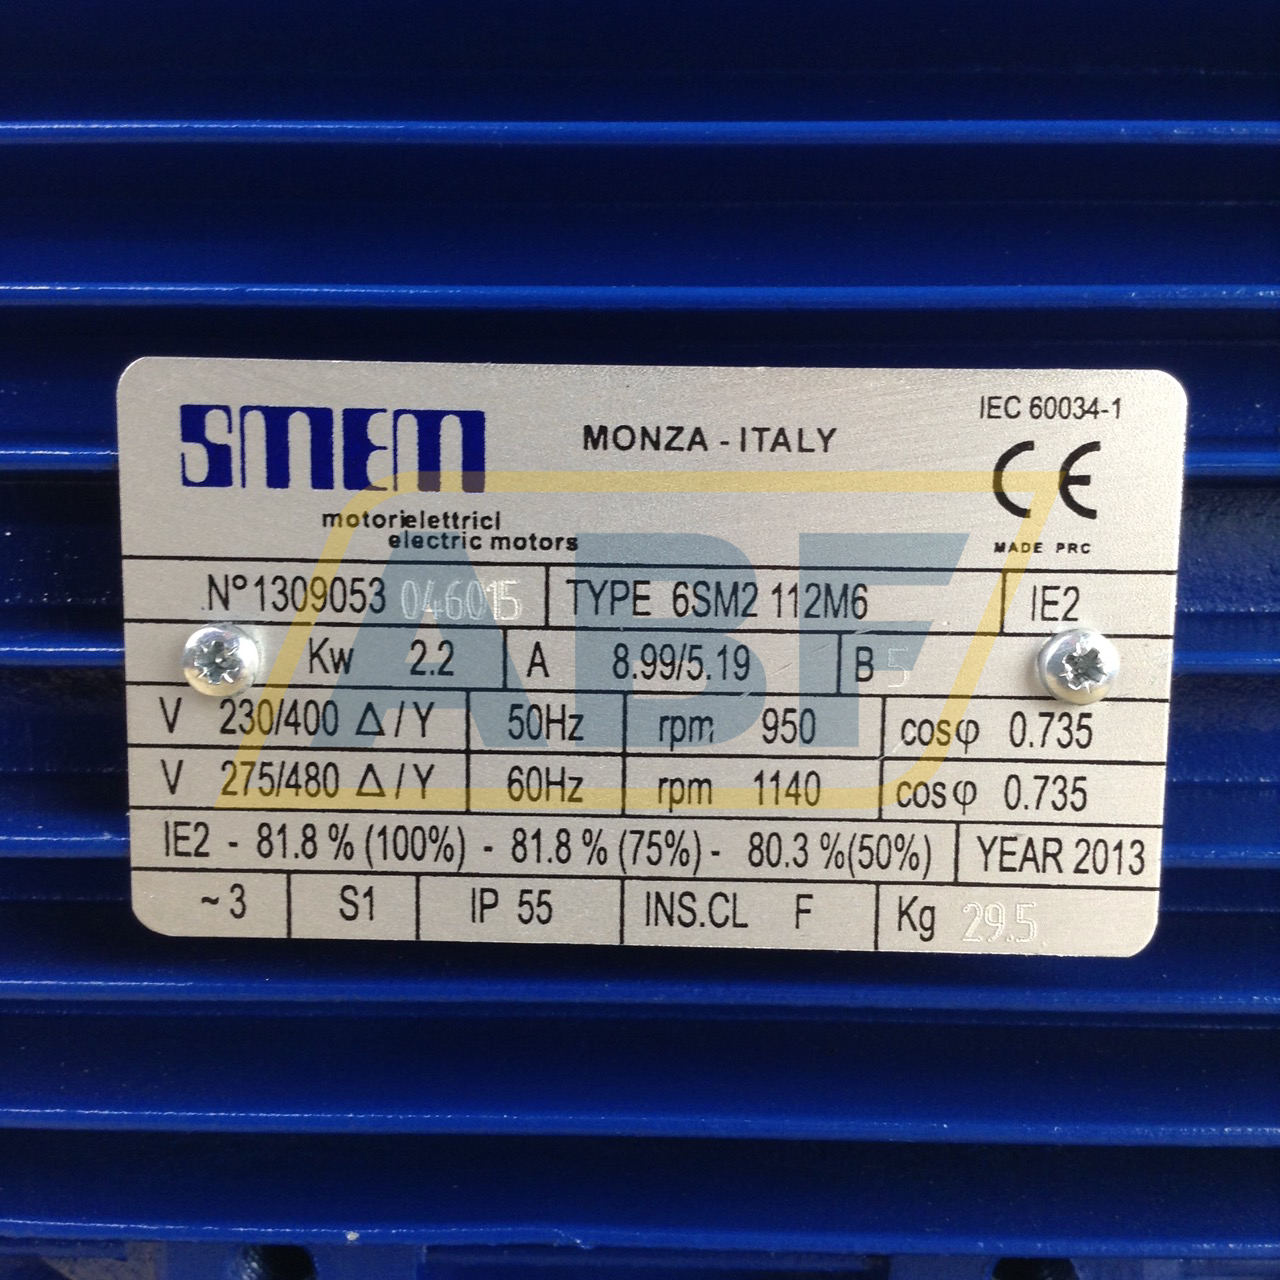 SMEM
MONZA - ITALY
IEC 60034-1
CE
motorielettrici
electric motors
MADE PRC
N°1309053 046015 TYPE 6SM2 112M6 IE2
Kw 2.2 A 8.99/5.19 B 5
V 230/400 Δ/Y 50Hz rpm 950 cosφ 0.735
V 275/480 Δ/Y 60Hz rpm 1140 cosφ 0.735
IE2 - 81.8 % (100%) - 81.8 % (75%) - 80.3 %(50%) YEAR 2013
~3 S1 IP 55 INS.CL F Kg 29.5
ABF